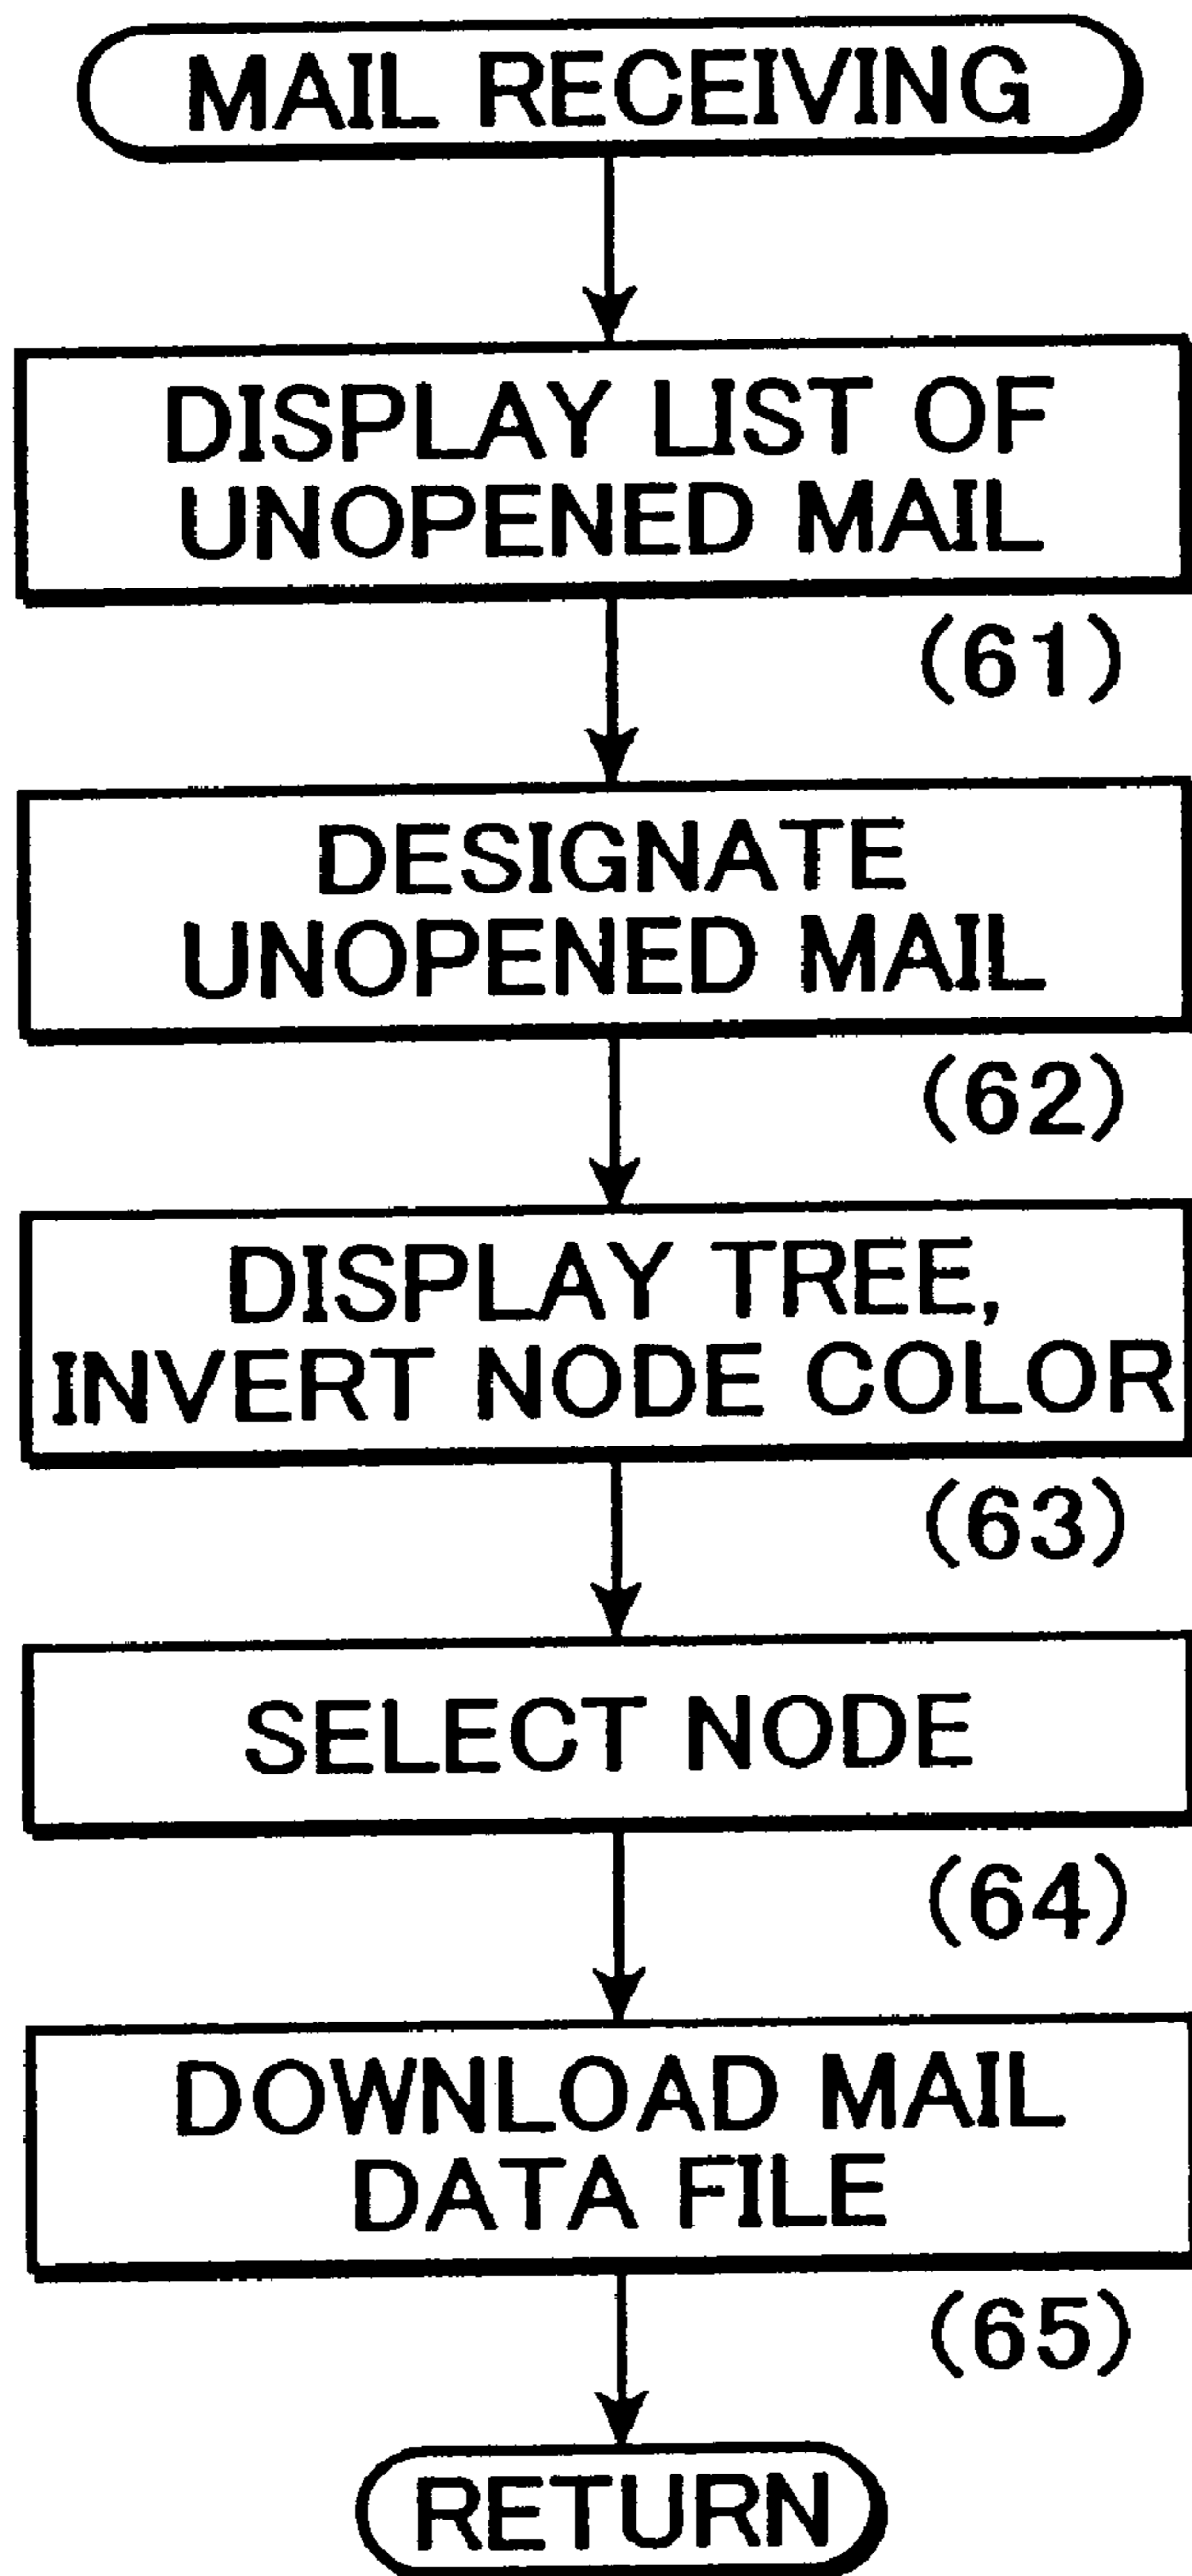 MAIL RECEIVING
DISPLAY LIST OF
UNOPENED MAIL
(61)
DESIGNATE
UNOPENED MAIL
(62)
DISPLAY TREE,
INVERT NODE COLOR
(63)
SELECT NODE
(64)
DOWNLOAD MAIL
DATA FILE
(65)
RETURN